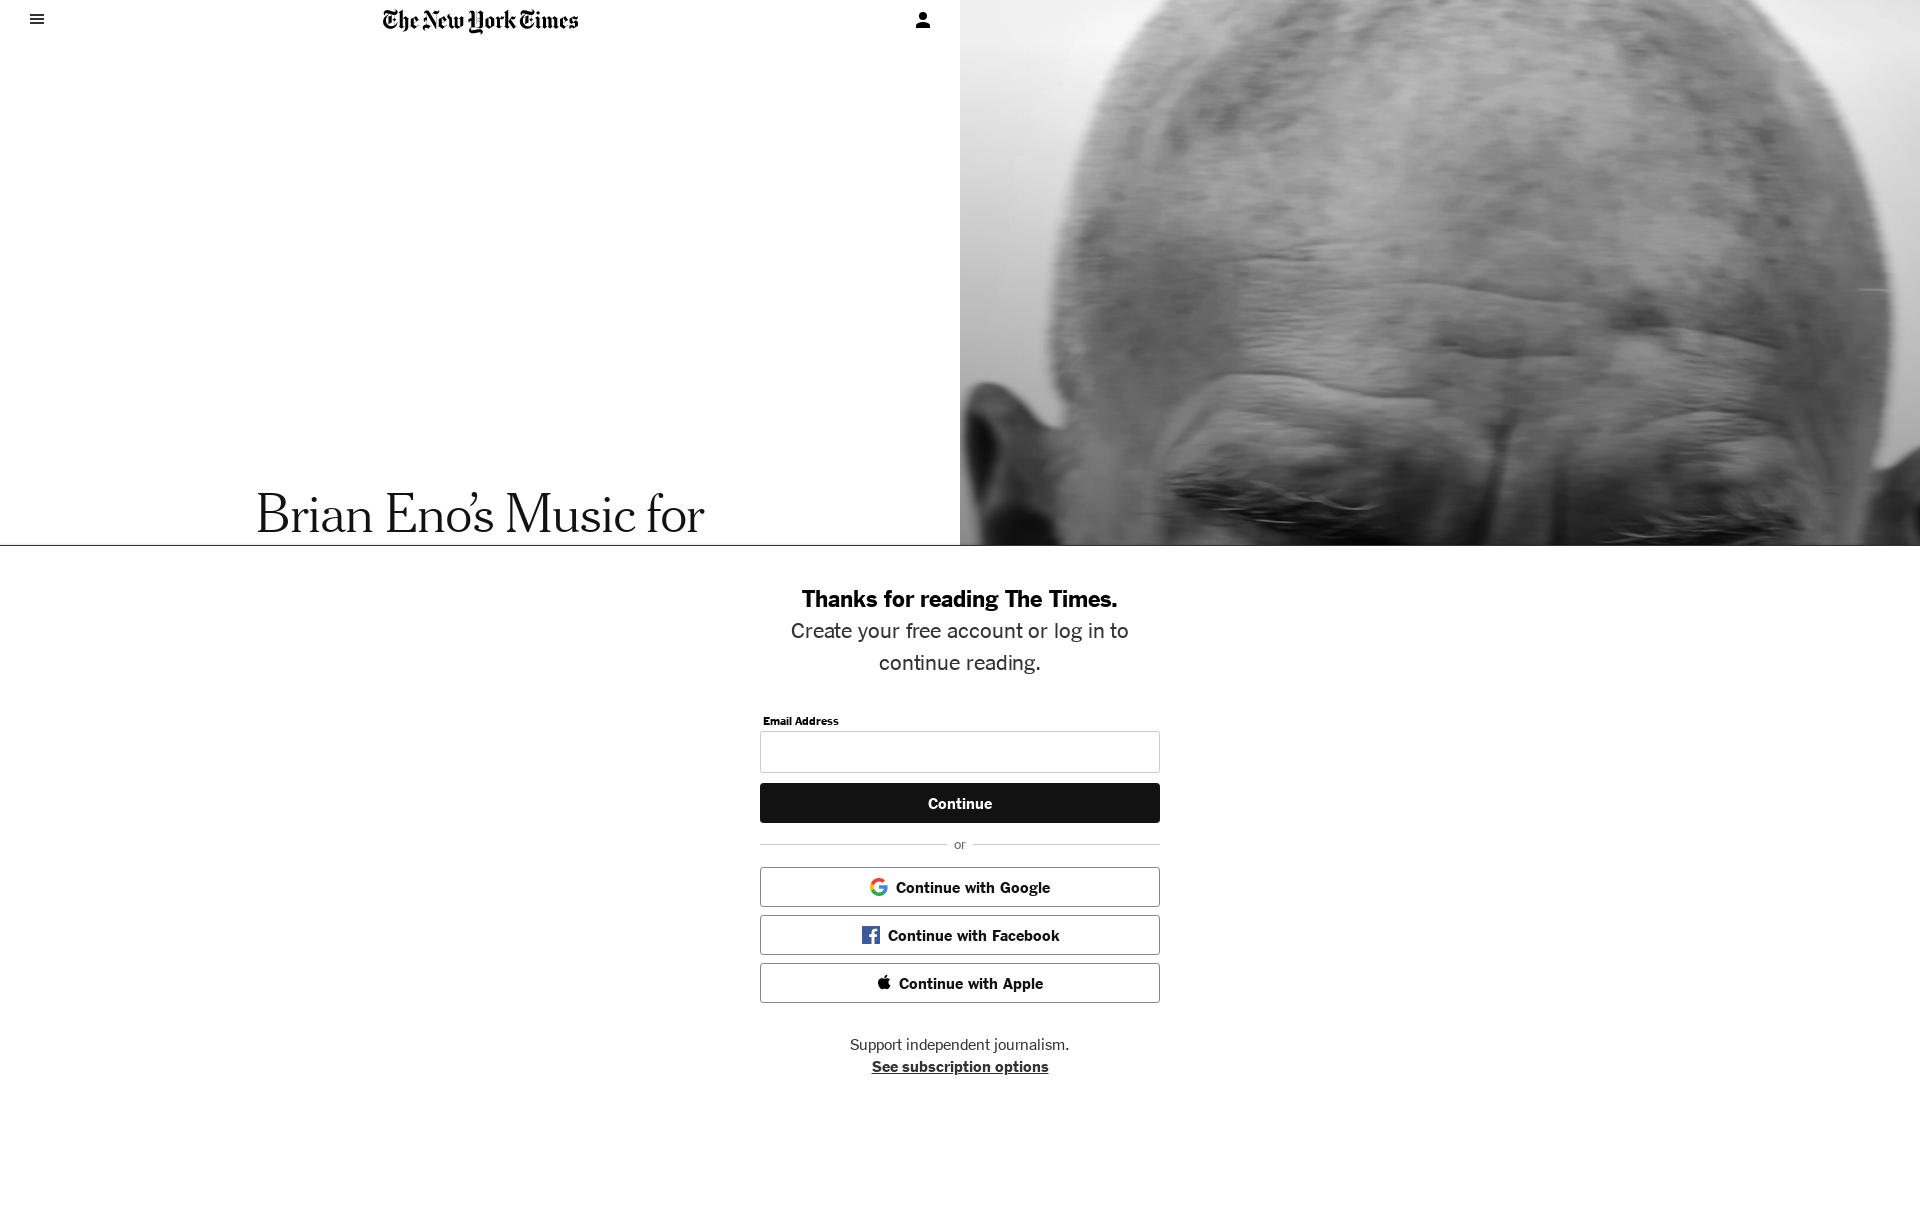 The New York Times
Brian Eno’s Music for
Thanks for reading The Times.
Create your free account or log in to
continue reading.
Email Address
Continue
or
Continue with Google
Continue with Facebook
Continue with Apple
Support independent journalism.
See subscription options